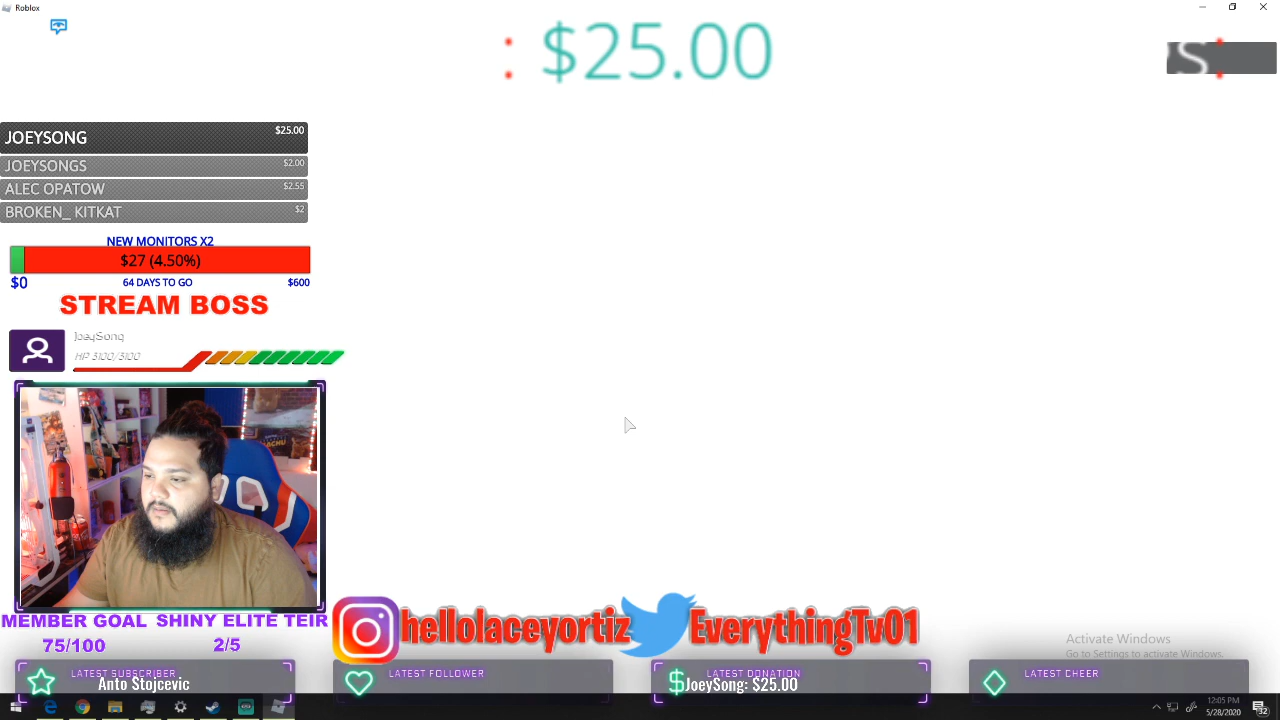 Roblox
: $25.00
S:
JOEYSONG $25.00
JOEYSONGS $2.00
ALEC OPATOW $2.55
BROKEN_ KITKAT $2
NEW MONITORS X2
$27 (4.50%)
$0 64 DAYS TO GO $600
STREAM BOSS
JoeySong
HP 3100/3100
MEMBER GOAL SHINY ELITE TEIR
75/100 2/5
hellolaceyortiz EverythingTv01
Activate Windows
Go to Settings to activate Windows.
LATEST SUBSCRIBER
Anto Stojcevic
LATEST FOLLOWER
LATEST DONATION
JoeySong: $25.00
LATEST CHEER
12:05 PM
5/28/2020
32